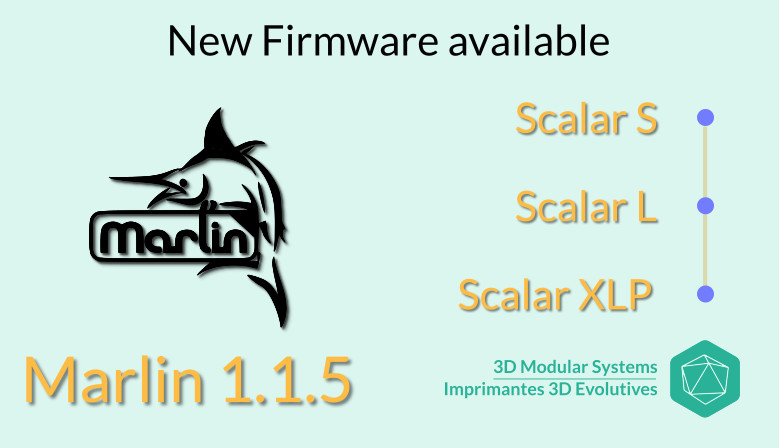 New Firmware available
Marlin
Marlin 1.1.5
Scalar S
Scalar L
Scalar XLP
3D Modular Systems
Imprimantes 3D Evolutives